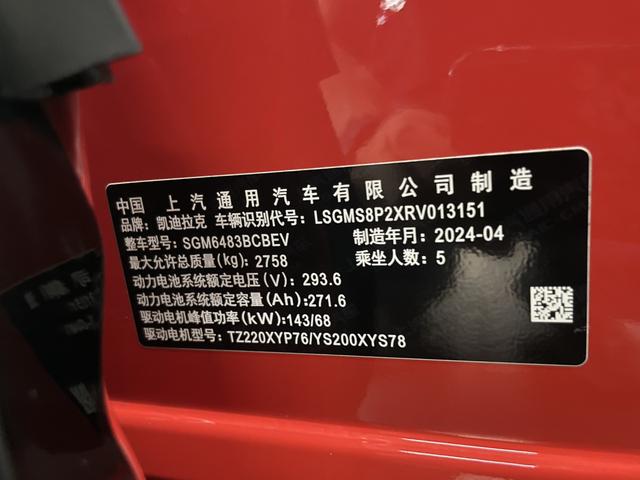 中国 上汽通用汽车有限公司制造
品牌：凯迪拉克 车辆识别代号：LSGMS8P2XRV013151
整车型号：SGM6483BCBEV 制造年月：2024-04
最大允许总质量(kg)：2758 乘坐人数：5
动力电池系统额定电压(V)：293.6
动力电池系统额定容量(Ah)：271.6
驱动电机峰值功率(kW)：143/68
驱动电机型号：TZ220XYP76/YS200XYS78